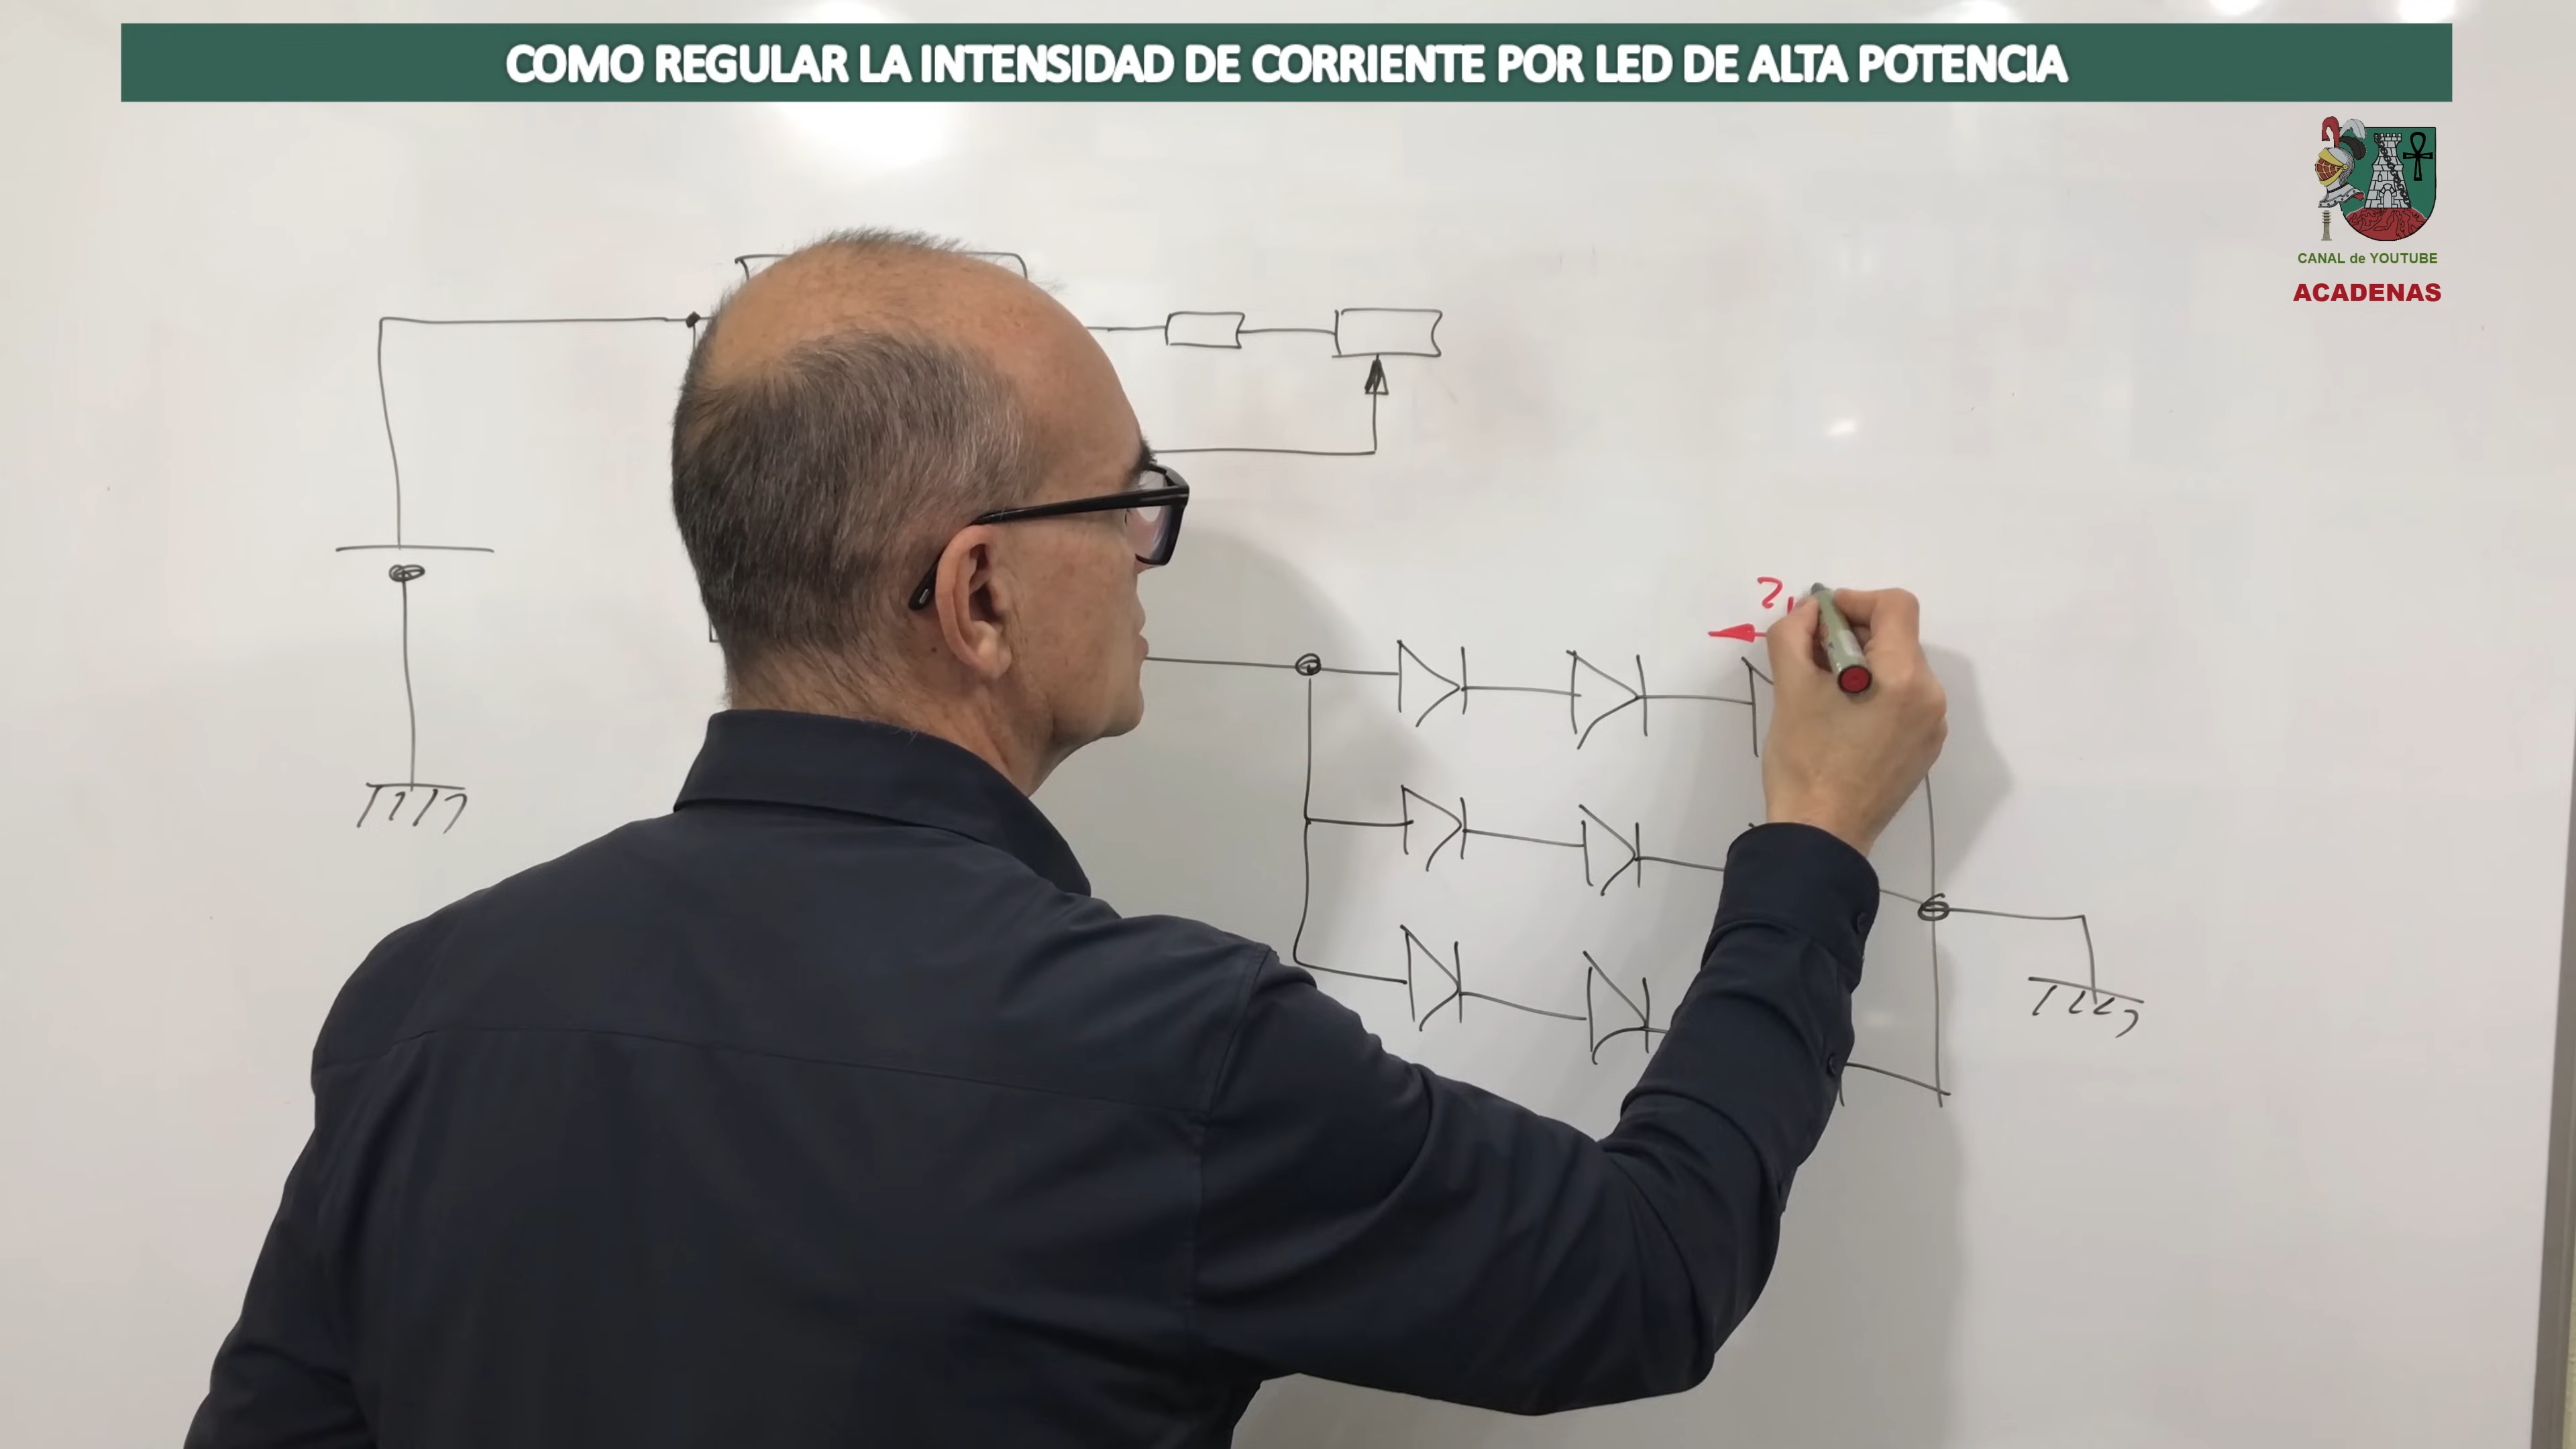 COMO REGULAR LA INTENSIDAD DE CORRIENTE POR LED DE ALTA POTENCIA
CANAL de YOUTUBE
ACADENAS